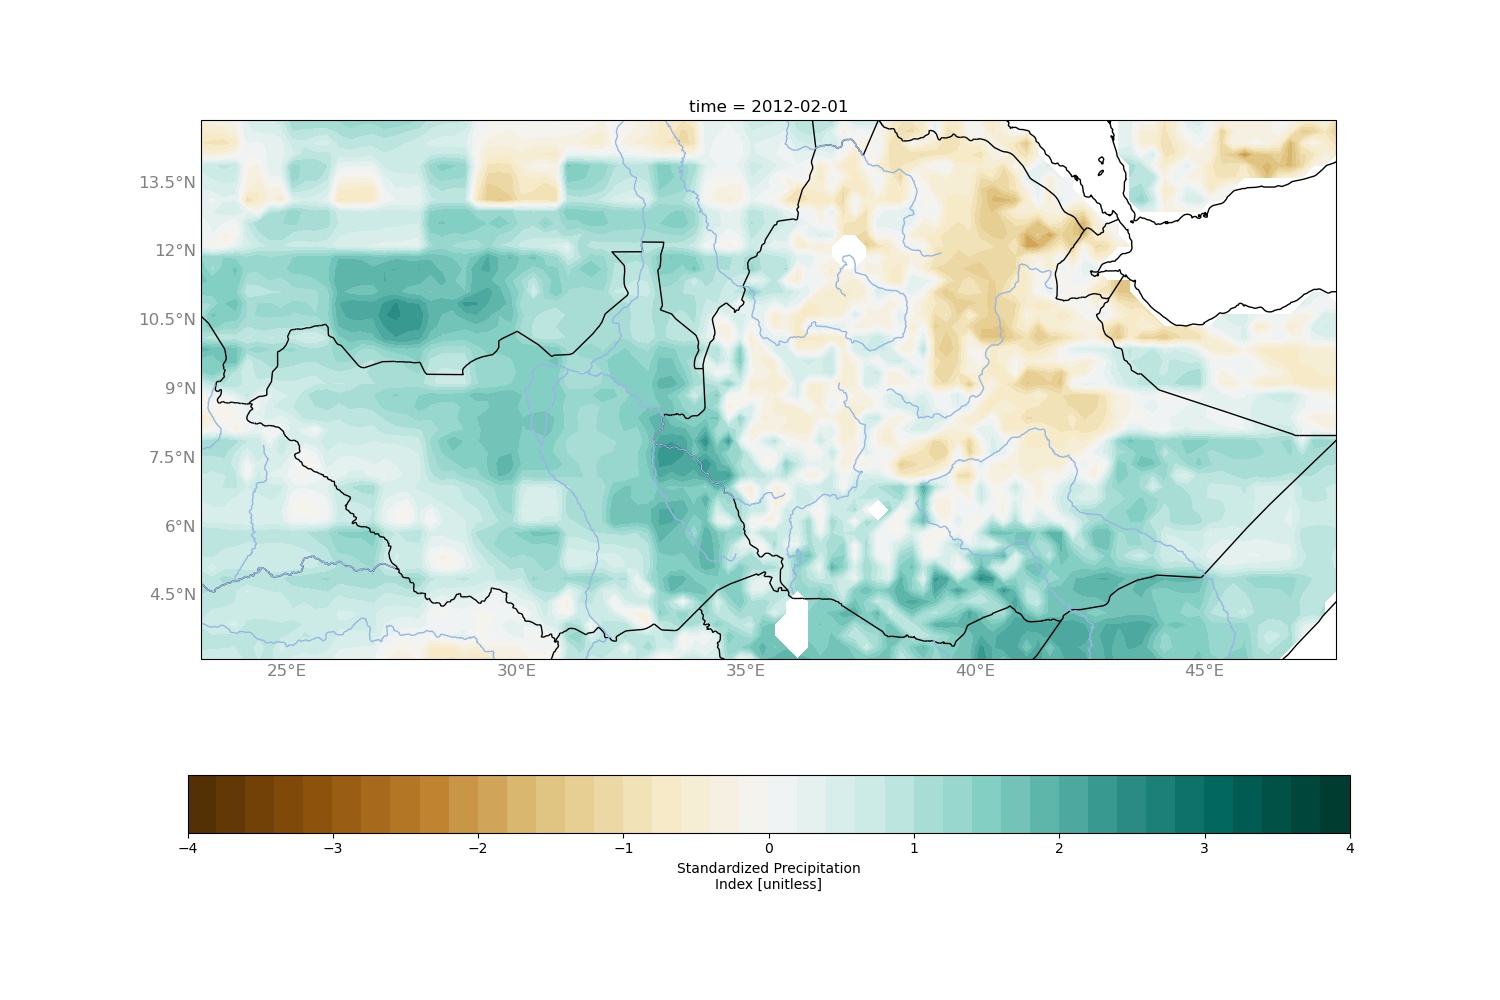 time = 2012-02-01
13.5°N
12°N
10.5°N
9°N
7.5°N
6°N
4.5°N
25°E 30°E 35°E 40°E 45°E
−4 −3 −2 −1 0 1 2 3 4
Standardized Precipitation
Index [unitless]